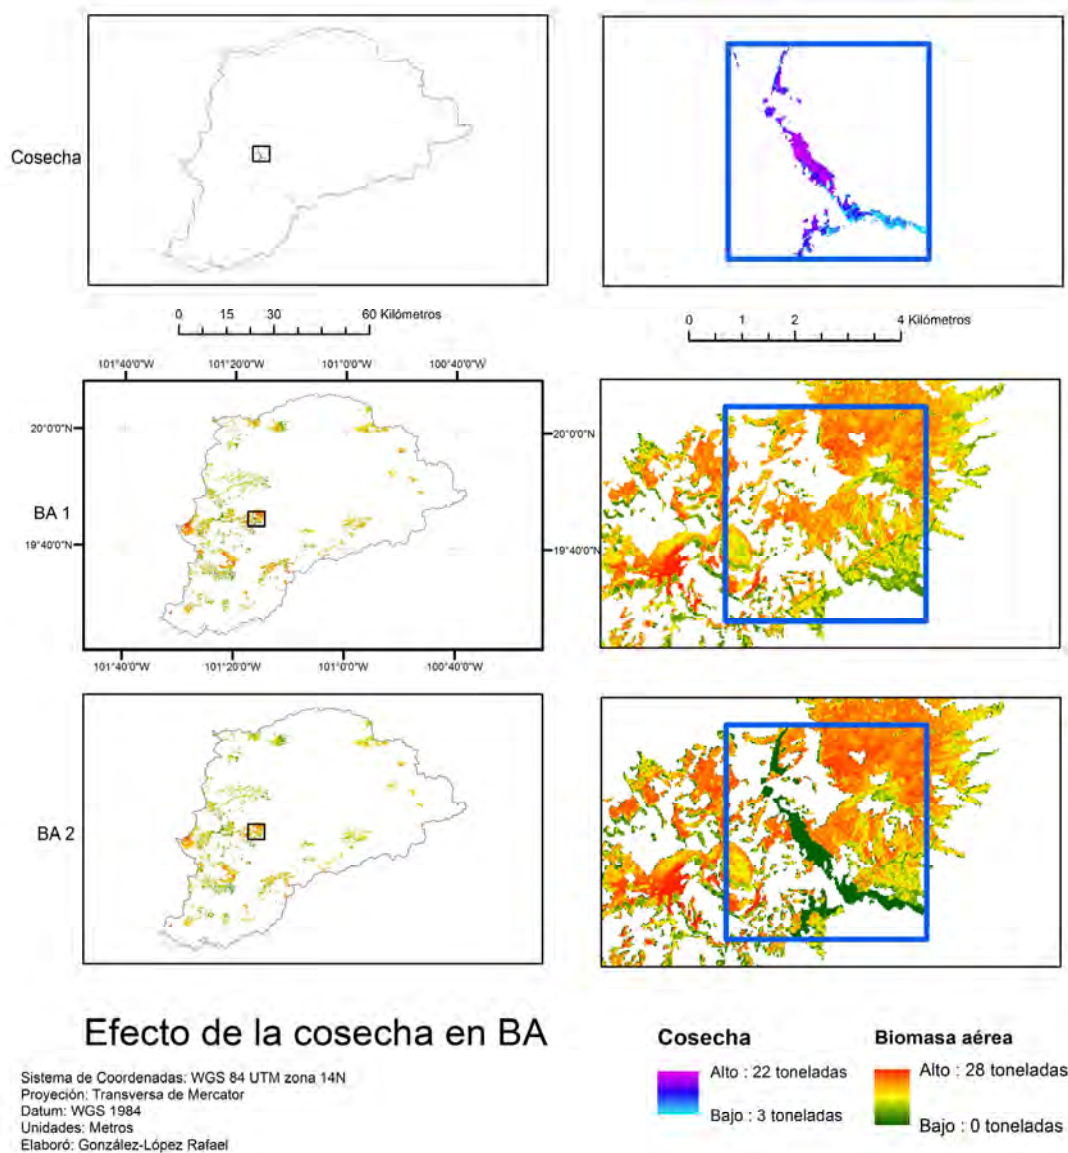 Cosecha
0 15 30 60 Kilómetros
0 1 2 4 Kilómetros
101°40'0"W 101°20'0"W 101°0'0"W 100°40'0"W
20°0'0"N
20°0'0"N
BA 1
19°40'0"N
19°40'0"N
101°40'0"W 101°20'0"W 101°0'0"W 100°40'0"W
BA 2
Efecto de la cosecha en BA
Sistema de Coordenadas: WGS 84 UTM zona 14N
Proyeción: Transversa de Mercator
Datum: WGS 1984
Unidades: Metros
Elaboró: González-López Rafael
Cosecha
Alto : 22 toneladas
Bajo : 3 toneladas
Biomasa aérea
Alto : 28 toneladas
Bajo : 0 toneladas